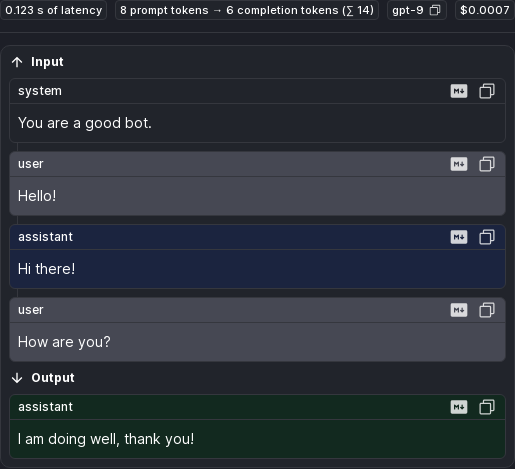 0.123 s of latency 8 prompt tokens → 6 completion tokens (∑ 14) gpt-9 $0.0007
Input
system
You are a good bot.
user
Hello!
assistant
Hi there!
user
How are you?
Output
assistant
I am doing well, thank you!